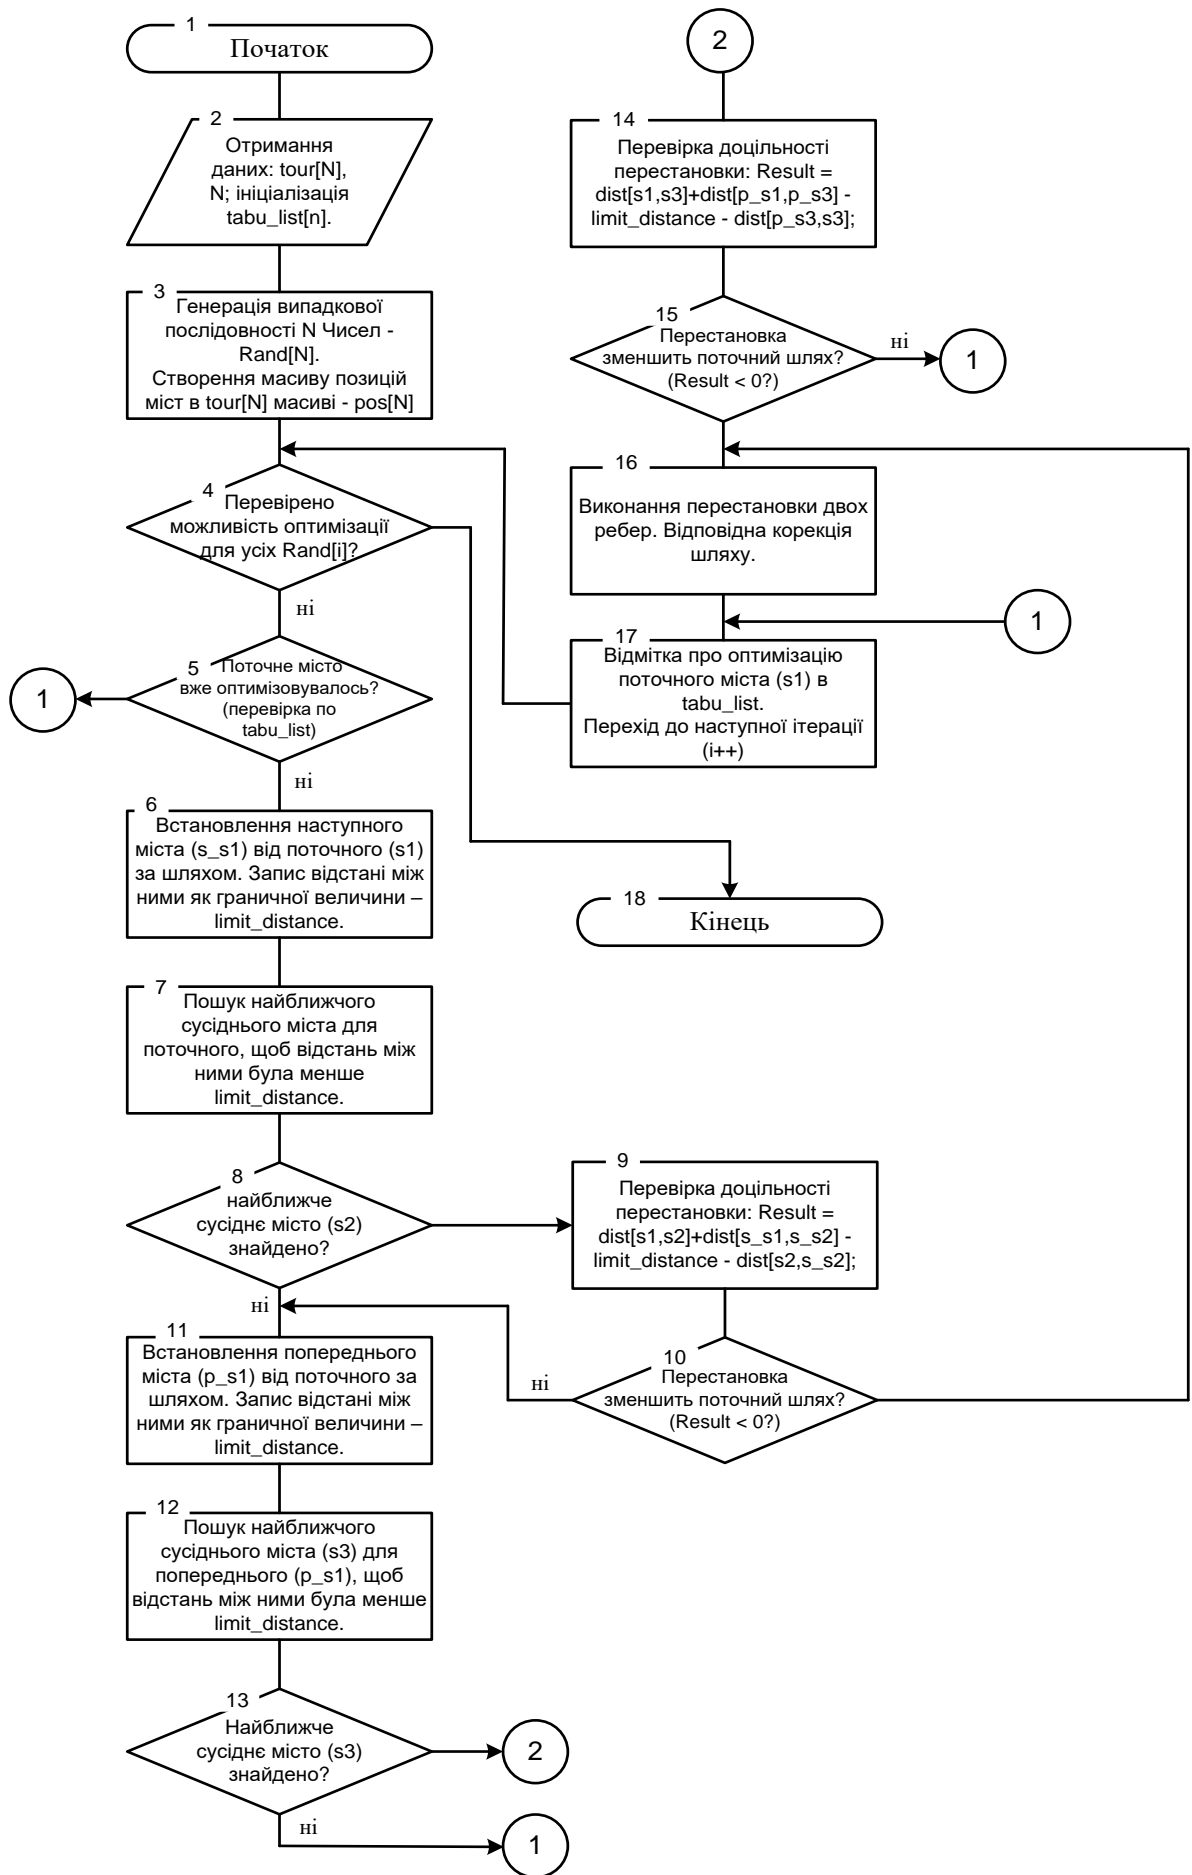 1
Початок
2
Отримання
даних: tour[N],
N; ініціалізація
tabu_list[n].
3
Генерація випадкової
послідовності N Чисел -
Rand[N].
Створення масиву позицій
міст в tour[N] масиві - pos[N]
4
Перевірено
можливість оптимізації
для усіх Rand[i]?
ні
5
Поточне місто
вже оптимізовувалось?
(перевірка по
tabu_list)
1
ні
6
Встановлення наступного
міста (s_s1) від поточного (s1)
за шляхом. Запис відстані між
ними як граничної величини –
limit_distance.
7
Пошук найближчого
сусіднього міста для
поточного, щоб відстань між
ними була менше
limit_distance.
8
найближче
сусіднє місто (s2)
знайдено?
ні
9
Перевірка доцільності
перестановки: Result =
dist[s1,s2]+dist[s_s1,s_s2] -
limit_distance - dist[s2,s_s2];
10
Перестановка
зменшить поточний шлях?
(Result < 0?)
ні
11
Встановлення попереднього
міста (p_s1) від поточного за
шляхом. Запис відстані між
ними як граничної величини –
limit_distance.
12
Пошук найближчого
сусіднього міста (s3) для
попереднього (p_s1), щоб
відстань між ними була менше
limit_distance.
13
Найближче
сусіднє місто (s3)
знайдено?
2
ні
1
2
14
Перевірка доцільності
перестановки: Result =
dist[s1,s3]+dist[p_s1,p_s3] -
limit_distance - dist[p_s3,s3];
15
Перестановка
зменшить поточний шлях?
(Result < 0?)
ні
1
16
Виконання перестановки двох
ребер. Відповідна корекція
шляху.
1
17
Відмітка про оптимізацію
поточного міста (s1) в
tabu_list.
Перехід до наступної ітерації
(i++)
18
Кінець